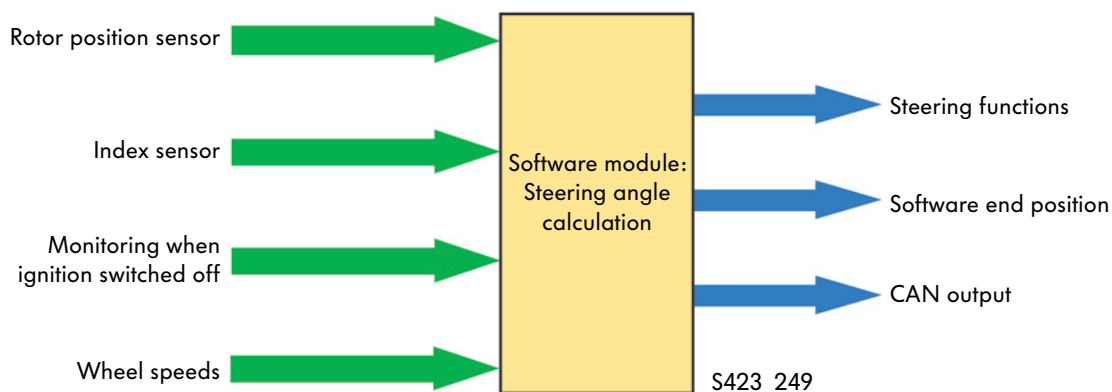 Rotor position sensor
Index sensor
Monitoring when
ignition switched off
Wheel speeds
Software module:
Steering angle
calculation
Steering functions
Software end position
CAN output
S423_249